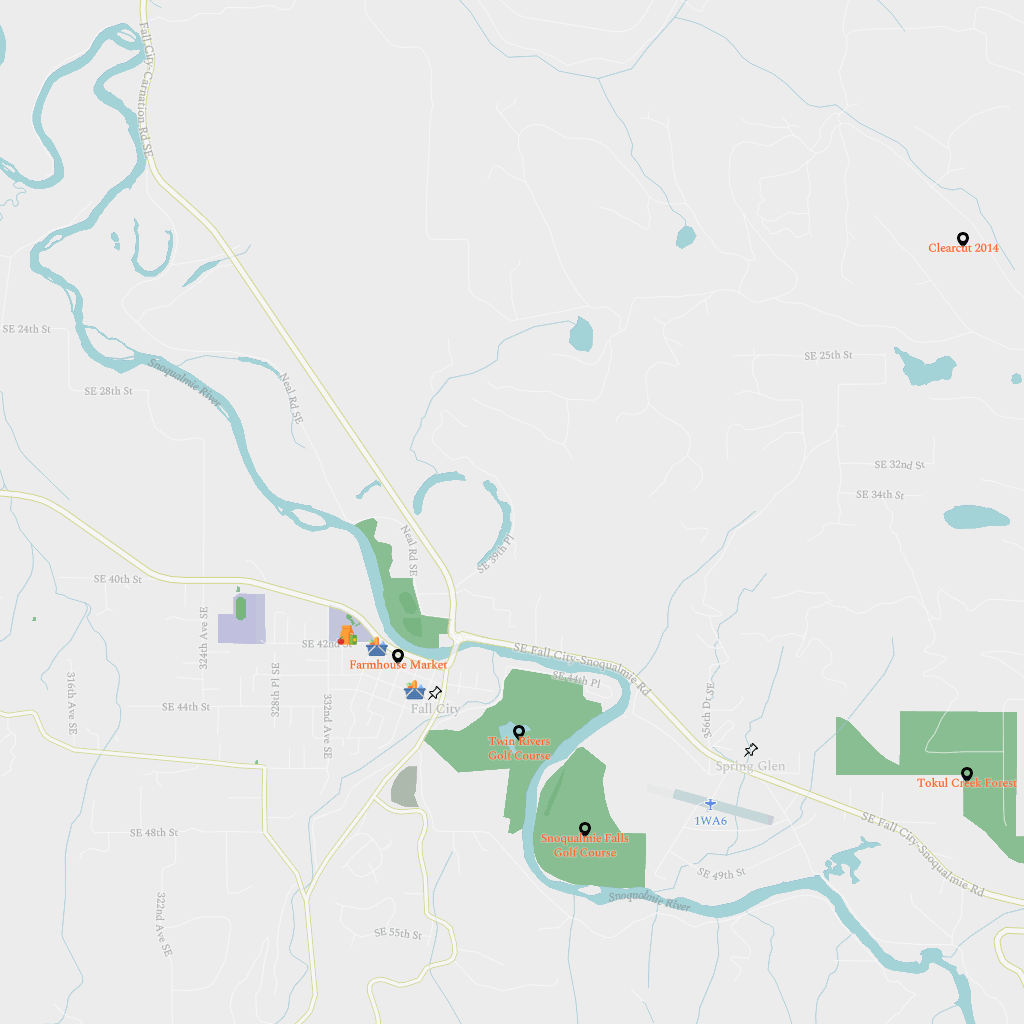 Fall City-Carnation Rd SE
Clearcut 2014
SE 24th St
SE 25th St
Snoqualmie River
SE 28th St
Neal Rd SE
SE 32nd St
SE 34th St
Neal Rd SE
SE 39th Pl
SE 40th St
324th Ave SE
SE 42nd St
Farmhouse Market
SE Fall City-Snoqualmie Rd
SE 44th Pl
316th Ave SE
328th Pl SE
332nd Ave SE
SE 44th St
Fall City
356th Dr SE
Twin Rivers
Golf Course
Spring Glen
Tokul Creek Forest
1WA6
SE 48th St
Snoqualmie Falls
Golf Course
SE Fall City-Snoqualmie Rd
SE 49th St
Snoqualmie River
322nd Ave SE
SE 55th St